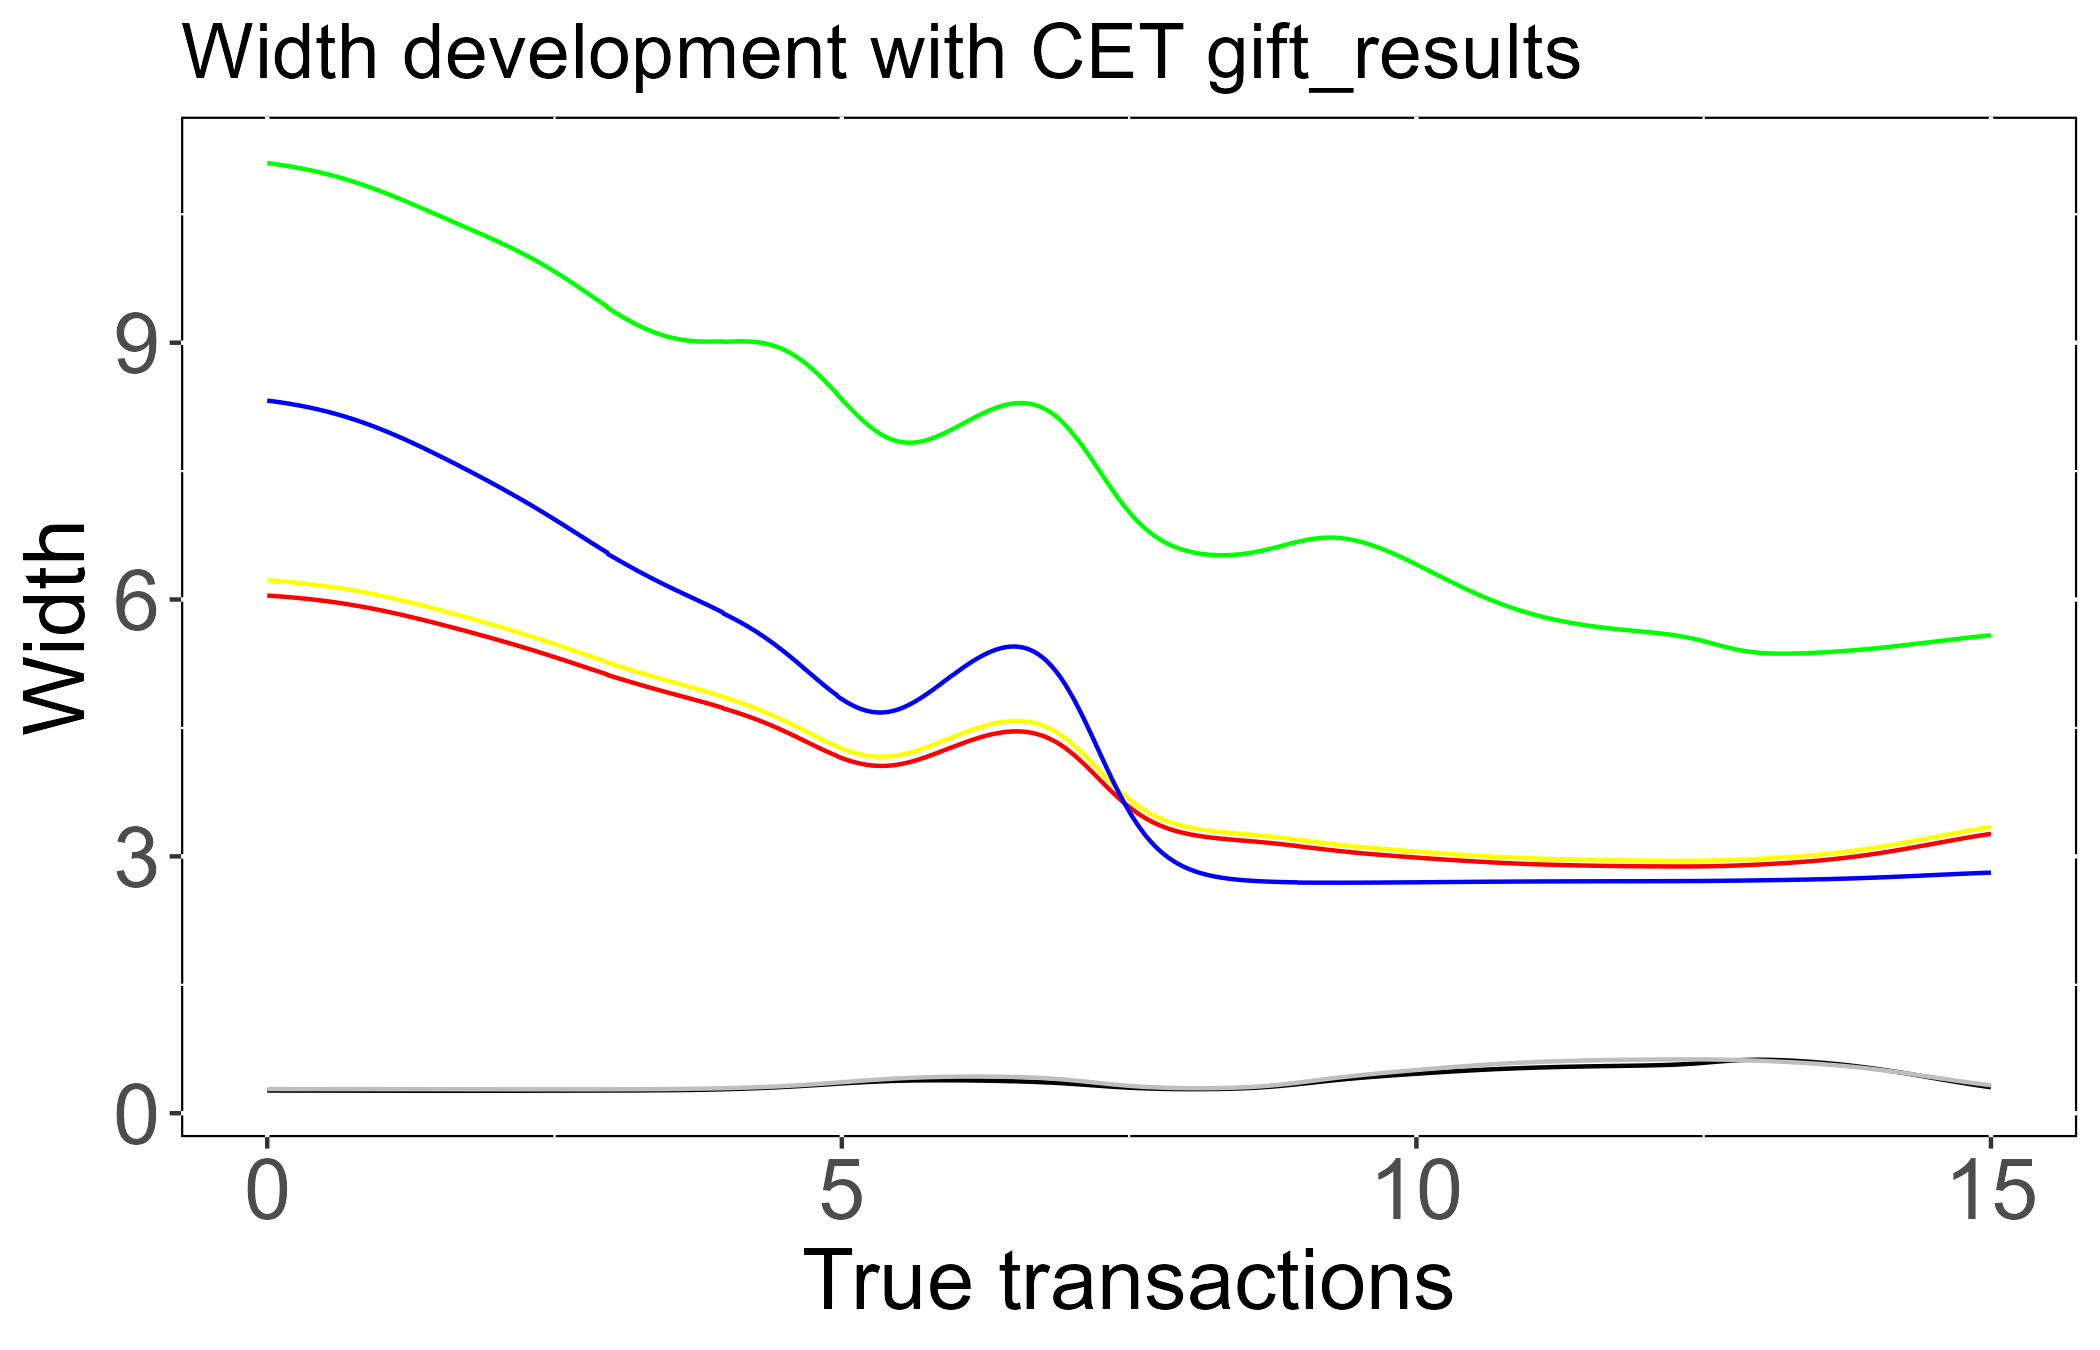 Width development with CET gift_results
Width
9
6
3
0
0 5 10 15
True transactions